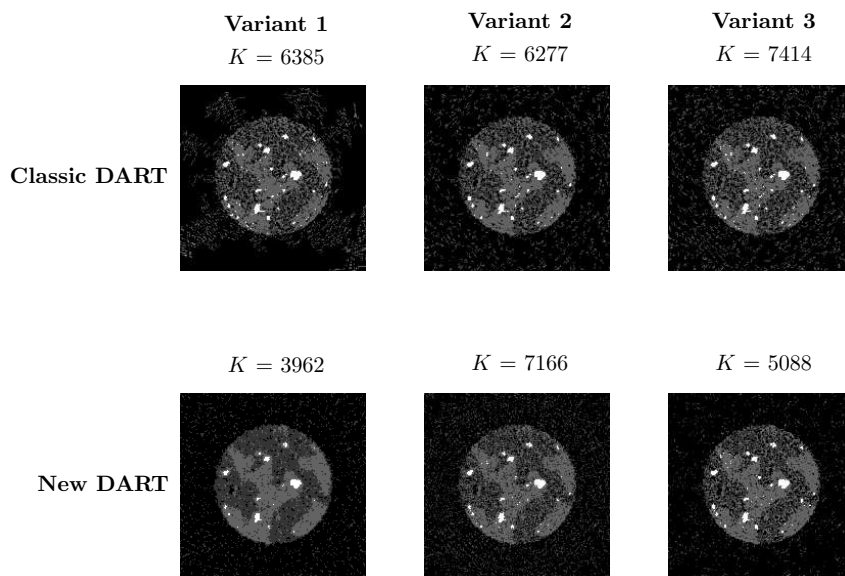 Variant 1 Variant 2 Variant 3
K = 6385 K = 6277 K = 7414
Classic DART
K = 3962 K = 7166 K = 5088
New DART